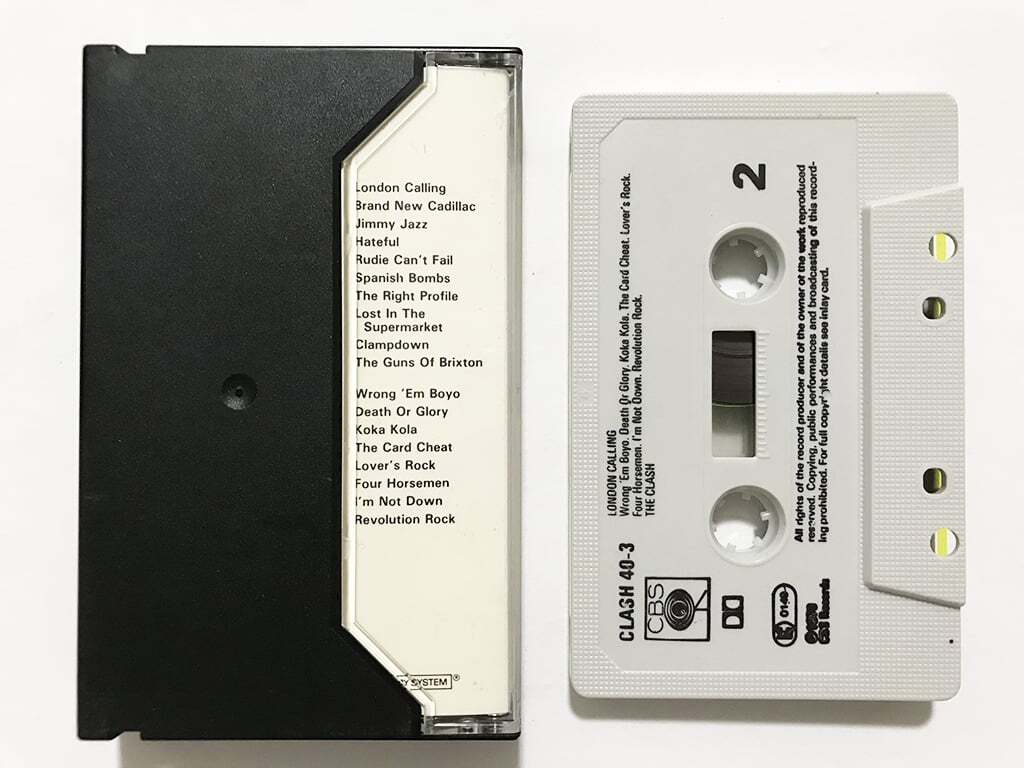 London Calling
Brand New Cadillac
Jimmy Jazz
Hateful
Rudie Can't Fail
Spanish Bombs
The Right Profile
Lost In The
Supermarket
Clampdown
The Guns Of Brixton
Wrong 'Em Boyo
Death Or Glory
Koka Kola
The Card Cheat
Lover's Rock
Four Horsemen
I'm Not Down
Revolution Rock
SYSTEM®
CLASH 40-3
2
LONDON CALLING
Wrong 'Em Boyo. Death Or Glory. Koka Kola. The Card Cheat. Lover's Rock.
Four Horsemen. I'm Not Down. Revolution Rock.
THE CLASH
CBS
0149
CBS Records
All rights of the record producer and of the owner of the work reproduced
reserved. Copying, public performances and broadcasting of this record-
ing prohibited. For full copyright details see inlay card.